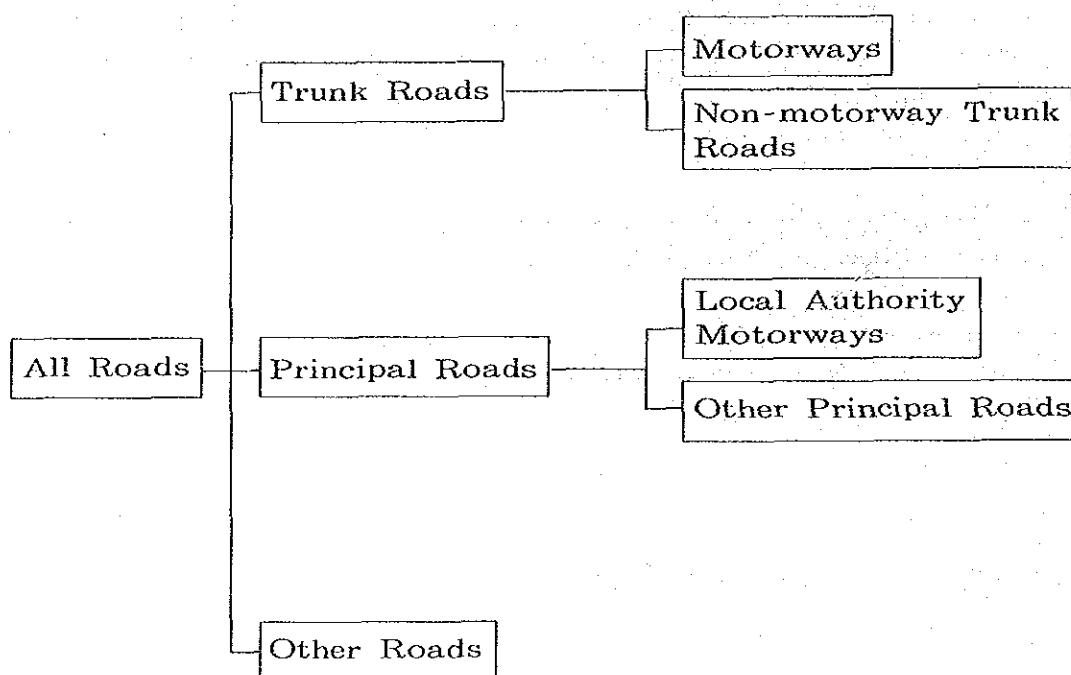 Motorways
Trunk Roads
Non-motorway Trunk
Roads
Local Authority
Motorways
All Roads
Principal Roads
Other Principal Roads
Other Roads